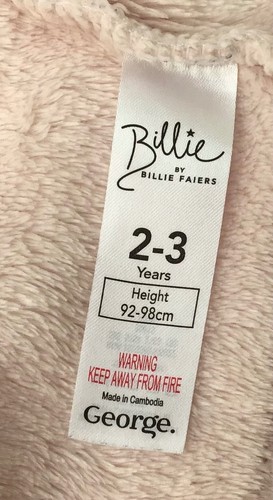 Billie
BY
BILLIE FAIERS
2-3
Years
Height
92-98cm
WARNING
KEEP AWAY FROM FIRE
Made in Cambodia
George.